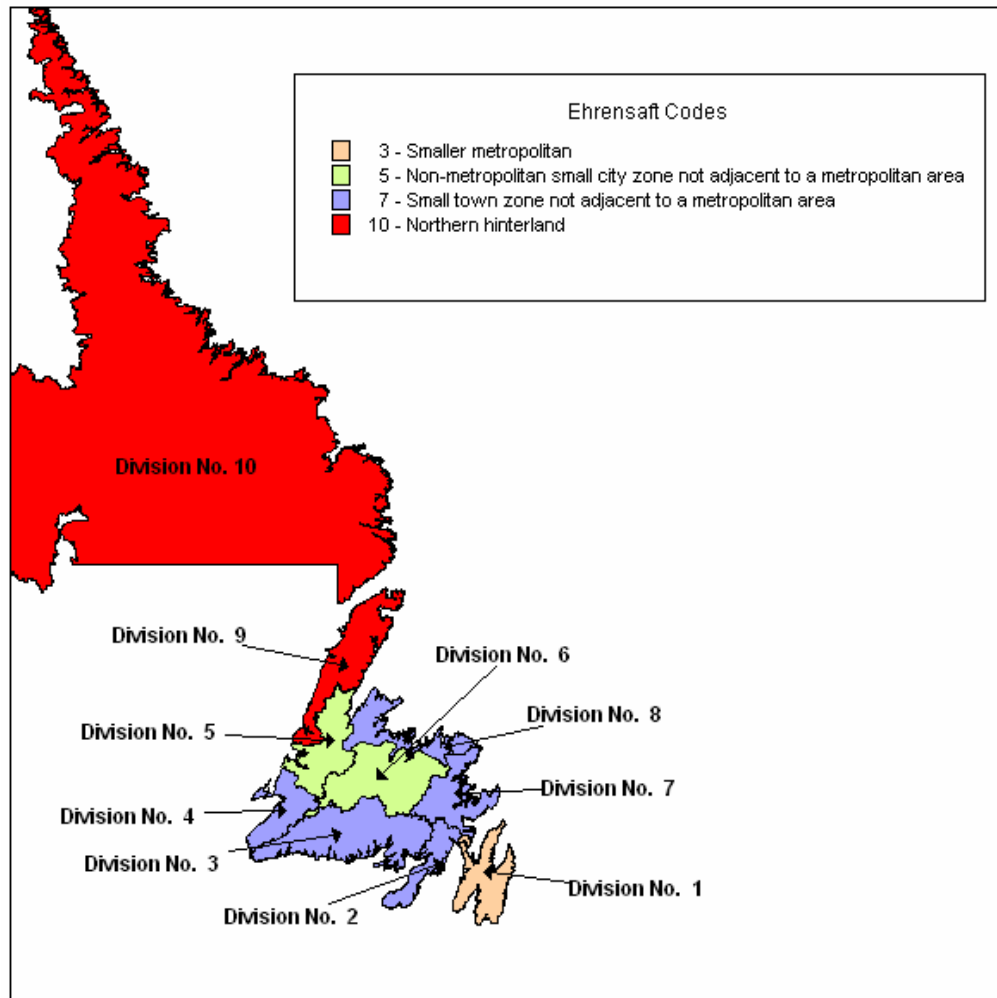 Ehrensaft Codes
3 - Smaller metropolitan
5 - Non-metropolitan small city zone not adjacent to a metropolitan area
7 - Small town zone not adjacent to a metropolitan area
10 - Northern hinterland
Division No. 10
Division No. 9
Division No. 6
Division No. 8
Division No. 5
Division No. 7
Division No. 4
Division No. 3
Division No. 1
Division No. 2